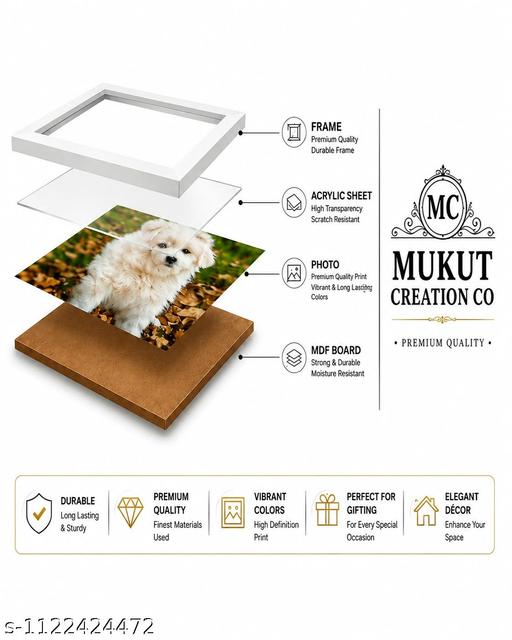 FRAME
Premium Quality
Durable Frame
ACRYLIC SHEET
High Transparency
Scratch Resistant
PHOTO
Premium Quality Print
Vibrant & Long Lasting
Colors
MDF BOARD
Strong & Durable
Moisture Resistant
MC
MUKUT
CREATION CO
• PREMIUM QUALITY •
DURABLE
Long Lasting
& Sturdy
PREMIUM
QUALITY
Finest Materials
Used
VIBRANT
COLORS
High Definition
Print
PERFECT FOR
GIFTING
For Every Special
Occasion
ELEGANT
DÉCOR
Enhance Your
Space
s-1122424472